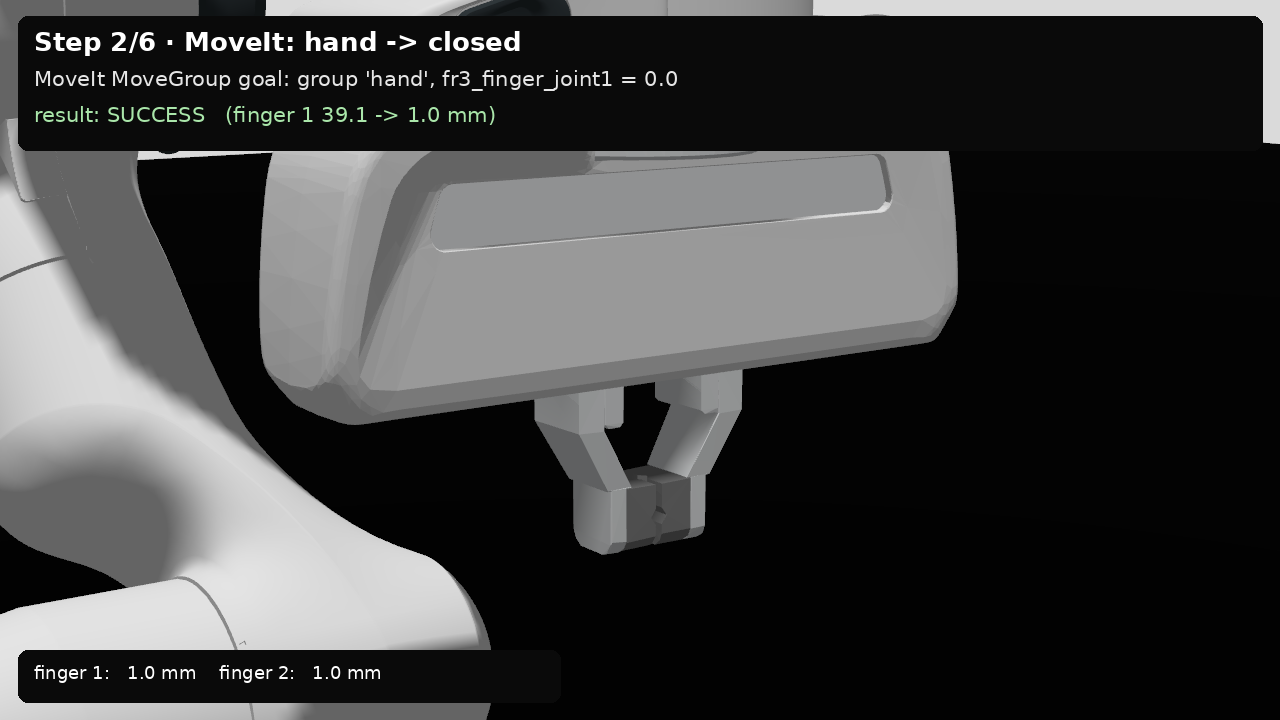 Step 2/6 · MoveIt: hand -> closed
MoveIt MoveGroup goal: group 'hand', fr3_finger_joint1 = 0.0
result: SUCCESS (finger 1 39.1 -> 1.0 mm)
finger 1: 1.0 mm finger 2: 1.0 mm